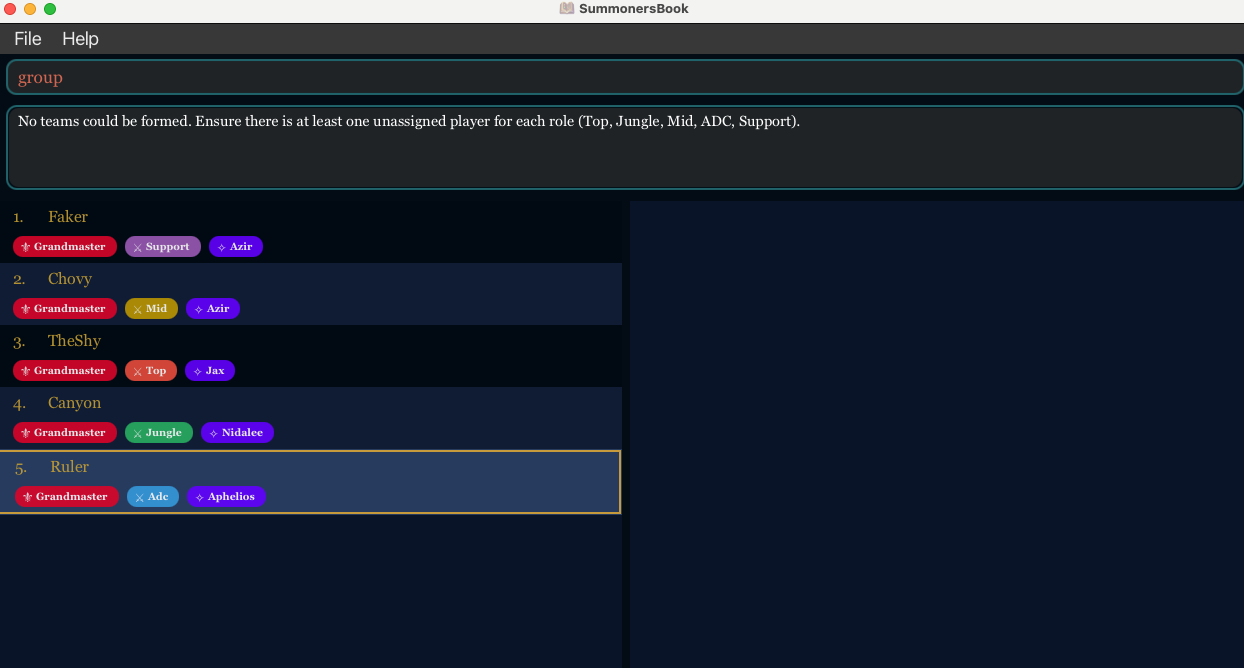 SummonersBook
File Help
group
No teams could be formed. Ensure there is at least one unassigned player for each role (Top, Jungle, Mid, ADC, Support).
1. Faker
Grandmaster Support Azir
2. Chovy
Grandmaster Mid Azir
3. TheShy
Grandmaster Top Jax
4. Canyon
Grandmaster Jungle Nidalee
5. Ruler
Grandmaster Adc Aphelios